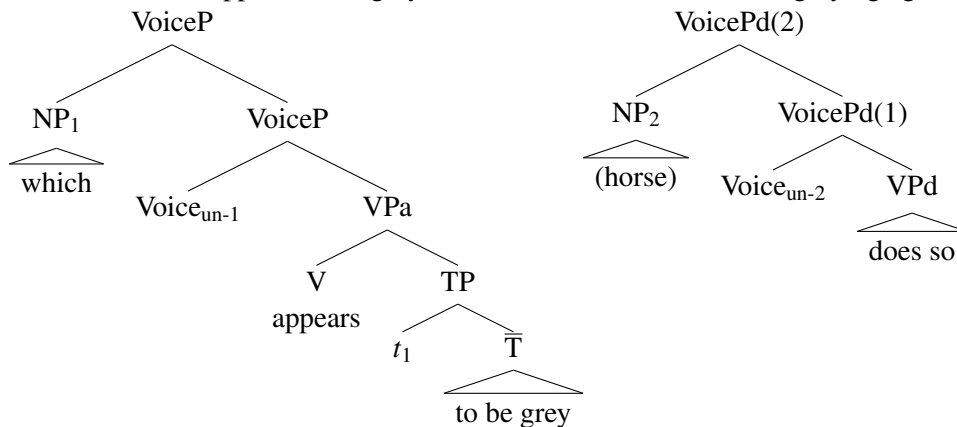 VoiceP VoicePd(2)
NP₁ VoiceP NP₂ VoicePd(1)
which (horse)
Voiceun-1 VPa Voiceun-2 VPd
does so
V TP
appears
t₁ T̅
to be grey